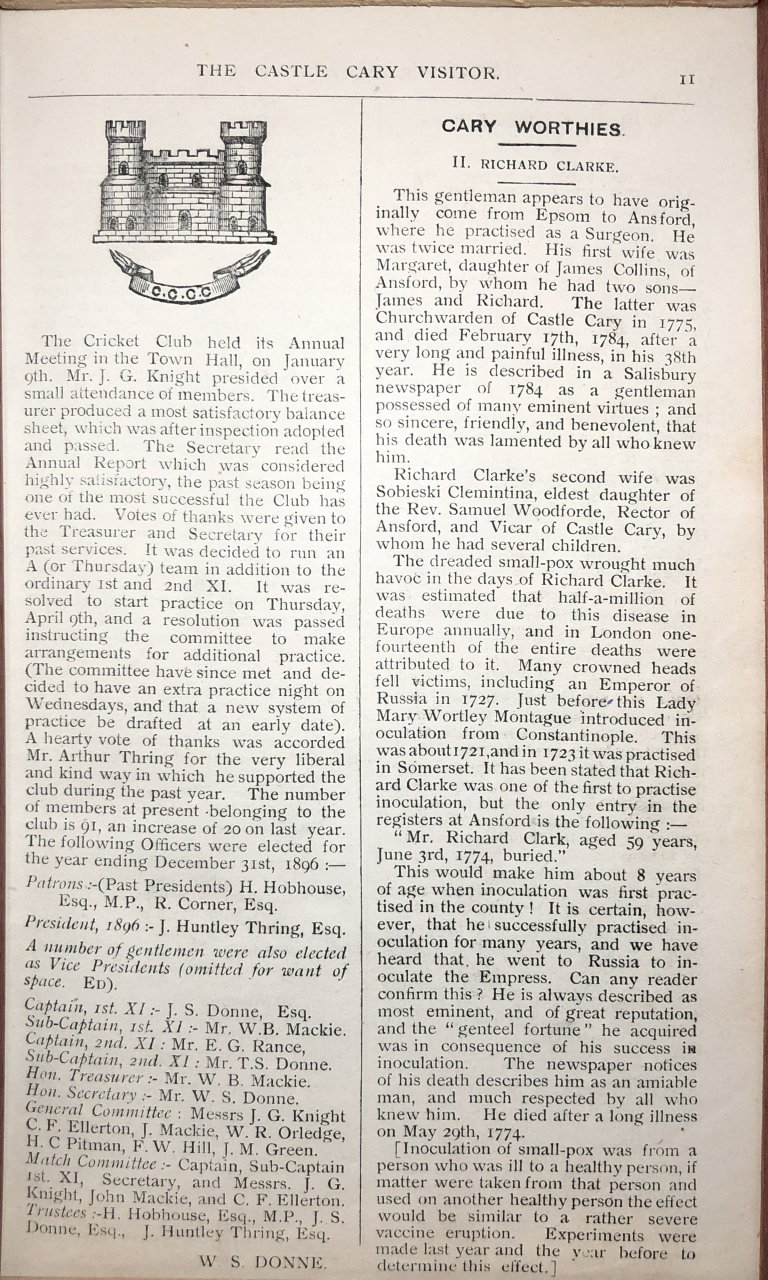 THE CASTLE CARY VISITOR.
11
C.C.C.C
The Cricket Club held its Annual
Meeting in the Town Hall, on January
9th. Mr. J. G. Knight presided over a
small attendance of members. The treas-
urer produced a most satisfactory balance
sheet, which was after inspection adopted
and passed. The Secretary read the
Annual Report which was considered
highly satisfactory, the past season being
one of the most successful the Club has
ever had. Votes of thanks were given to
the Treasurer and Secretary for their
past services. It was decided to run an
A (or Thursday) team in addition to the
ordinary 1st and 2nd XI. It was re-
solved to start practice on Thursday,
April 9th, and a resolution was passed
instructing the committee to make
arrangements for additional practice.
(The committee have since met and de-
cided to have an extra practice night on
Wednesdays, and that a new system of
practice be drafted at an early date).
A hearty vote of thanks was accorded
Mr. Arthur Thring for the very liberal
and kind way in which he supported the
club during the past year. The number
of members at present belonging to the
club is 91, an increase of 20 on last year.
The following Officers were elected for
the year ending December 31st, 1896 :—
Patrons :-(Past Presidents) H. Hobhouse,
Esq., M.P., R. Corner, Esq.
President, 1896 :- J. Huntley Thring, Esq.
A number of gentlemen were also elected
as Vice Presidents (omitted for want of
space. ED).
Captain, 1st. XI :- J. S. Donne, Esq.
Sub-Captain, 1st. XI :- Mr. W.B. Mackie.
Captain, 2nd. XI : Mr. E. G. Rance,
Sub-Captain, 2nd. XI : Mr. T.S. Donne.
Hon. Treasurer :- Mr. W. B. Mackie.
Hon. Secretary :- Mr. W. S. Donne.
General Committee : Messrs J. G. Knight
C. F. Ellerton, J. Mackie, W. R. Orledge,
H. C Pitman, F. W. Hill, J. M. Green.
Match Committee :- Captain, Sub-Captain
1st. XI, Secretary, and Messrs. J. G.
Knight, John Mackie, and C. F. Ellerton.
Trustees :-H. Hobhouse, Esq., M.P., J. S.
Donne, Esq., J. Huntley Thring, Esq.
W. S. DONNE.
CARY WORTHIES.
II. RICHARD CLARKE.
This gentleman appears to have orig-
inally come from Epsom to Ansford,
where he practised as a Surgeon. He
was twice married. His first wife was
Margaret, daughter of James Collins, of
Ansford, by whom he had two sons—
James and Richard. The latter was
Churchwarden of Castle Cary in 1775,
and died February 17th, 1784, after a
very long and painful illness, in his 38th
year. He is described in a Salisbury
newspaper of 1784 as a gentleman
possessed of many eminent virtues ; and
so sincere, friendly, and benevolent, that
his death was lamented by all who knew
him.
Richard Clarke's second wife was
Sobieski Clemintina, eldest daughter of
the Rev. Samuel Woodforde, Rector of
Ansford, and Vicar of Castle Cary, by
whom he had several children.
The dreaded small-pox wrought much
havoc in the days of Richard Clarke. It
was estimated that half-a-million of
deaths were due to this disease in
Europe annually, and in London one-
fourteenth of the entire deaths were
attributed to it. Many crowned heads
fell victims, including an Emperor of
Russia in 1727. Just before this Lady
Mary Wortley Montague introduced in-
oculation from Constantinople. This
was about 1721, and in 1723 it was practised
in Somerset. It has been stated that Rich-
ard Clarke was one of the first to practise
inoculation, but the only entry in the
registers at Ansford is the following :—
“ Mr. Richard Clark, aged 59 years,
June 3rd, 1774, buried.”
This would make him about 8 years
of age when inoculation was first prac-
tised in the county ! It is certain, how-
ever, that he successfully practised in-
oculation for many years, and we have
heard that he went to Russia to in-
oculate the Empress. Can any reader
confirm this ? He is always described as
most eminent, and of great reputation,
and the “ genteel fortune ” he acquired
was in consequence of his success in
inoculation. The newspaper notices
of his death describes him as an amiable
man, and much respected by all who
knew him. He died after a long illness
on May 29th, 1774.
[Inoculation of small-pox was from a
person who was ill to a healthy person, if
matter were taken from that person and
used on another healthy person the effect
would be similar to a rather severe
vaccine eruption. Experiments were
made last year and the year before to
determine this effect.]